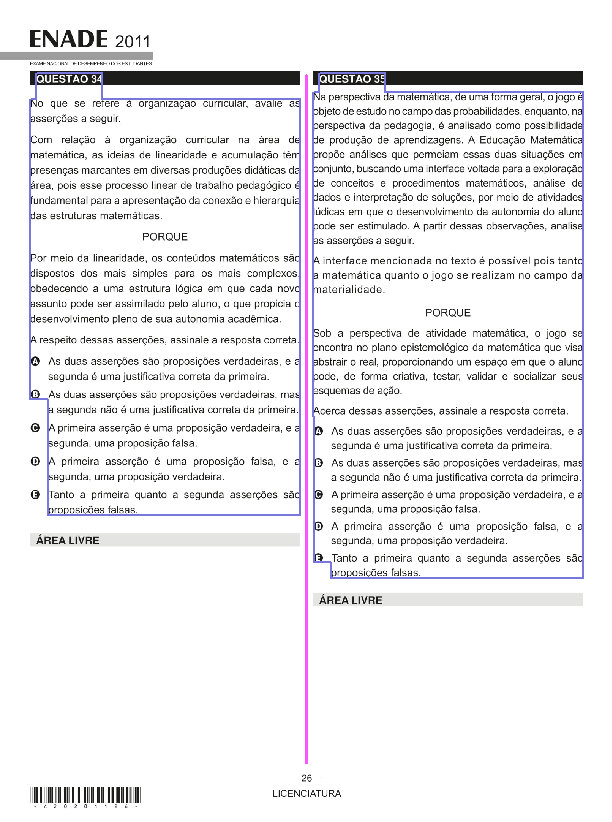 ENADE 2011
EXAME NACIONAL DE DESEMPENHO DOS ESTUDANTES
QUESTÃO 34
No que se refere à organização curricular, avalie as
asserções a seguir.
Com relação à organização curricular na área de
matemática, as ideias de linearidade e acumulação têm
presenças marcantes em diversas produções didáticas da
área, pois esse processo linear de trabalho pedagógico é
fundamental para a apresentação da conexão e hierarquia
das estruturas matemáticas.
PORQUE
Por meio da linearidade, os conteúdos matemáticos são
dispostos dos mais simples para os mais complexos,
obedecendo a uma estrutura lógica em que cada novo
assunto pode ser assimilado pelo aluno, o que propicia o
desenvolvimento pleno de sua autonomia acadêmica.
A respeito dessas asserções, assinale a resposta correta.
A As duas asserções são proposições verdadeiras, e a
segunda é uma justificativa correta da primeira.
B As duas asserções são proposições verdadeiras, mas
a segunda não é uma justificativa correta da primeira.
C A primeira asserção é uma proposição verdadeira, e a
segunda, uma proposição falsa.
D A primeira asserção é uma proposição falsa, e a
segunda, uma proposição verdadeira.
E Tanto a primeira quanto a segunda asserções são
proposições falsas.
ÁREA LIVRE
QUESTÃO 35
Na perspectiva da matemática, de uma forma geral, o jogo é
objeto de estudo no campo das probabilidades, enquanto, na
perspectiva da pedagogia, é analisado como possibilidade
de produção de aprendizagens. A Educação Matemática
propõe análises que permeiam essas duas situações em
conjunto, buscando uma interface voltada para a exploração
de conceitos e procedimentos matemáticos, análise de
dados e interpretação de soluções, por meio de atividades
lúdicas em que o desenvolvimento da autonomia do aluno
pode ser estimulado. A partir dessas observações, analise
as asserções a seguir.
A interface mencionada no texto é possível pois tanto
a matemática quanto o jogo se realizam no campo da
materialidade.
PORQUE
Sob a perspectiva de atividade matemática, o jogo se
encontra no plano epistemológico da matemática que visa
abstrair o real, proporcionando um espaço em que o aluno
pode, de forma criativa, testar, validar e socializar seus
esquemas de ação.
Acerca dessas asserções, assinale a resposta correta.
A As duas asserções são proposições verdadeiras, e a
segunda é uma justificativa correta da primeira.
B As duas asserções são proposições verdadeiras, mas
a segunda não é uma justificativa correta da primeira.
C A primeira asserção é uma proposição verdadeira, e a
segunda, uma proposição falsa.
D A primeira asserção é uma proposição falsa, e a
segunda, uma proposição verdadeira.
E Tanto a primeira quanto a segunda asserções são
proposições falsas.
ÁREA LIVRE
26
LICENCIATURA